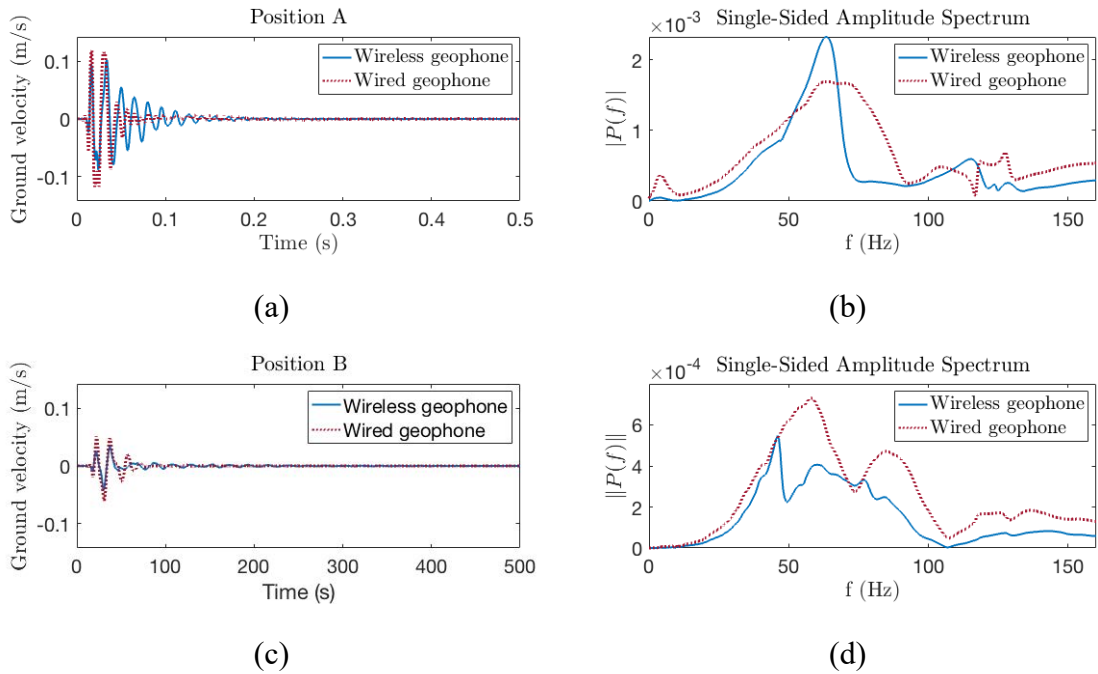 Position A
Ground velocity (m/s)
0.1
0
-0.1
Wireless geophone
Wired geophone
0 0.1 0.2 0.3 0.4 0.5
Time (s)
(a)
Single-Sided Amplitude Spectrum
×10⁻³
|P(f)|
2
1
0
Wireless geophone
Wired geophone
0 50 100 150
f (Hz)
(b)
Position B
Ground velocity (m/s)
0.1
0
-0.1
Wireless geophone
Wired geophone
0 100 200 300 400 500
Time (s)
(c)
Single-Sided Amplitude Spectrum
×10⁻⁴
||P(f)||
6
4
2
0
Wireless geophone
Wired geophone
0 50 100 150
f (Hz)
(d)